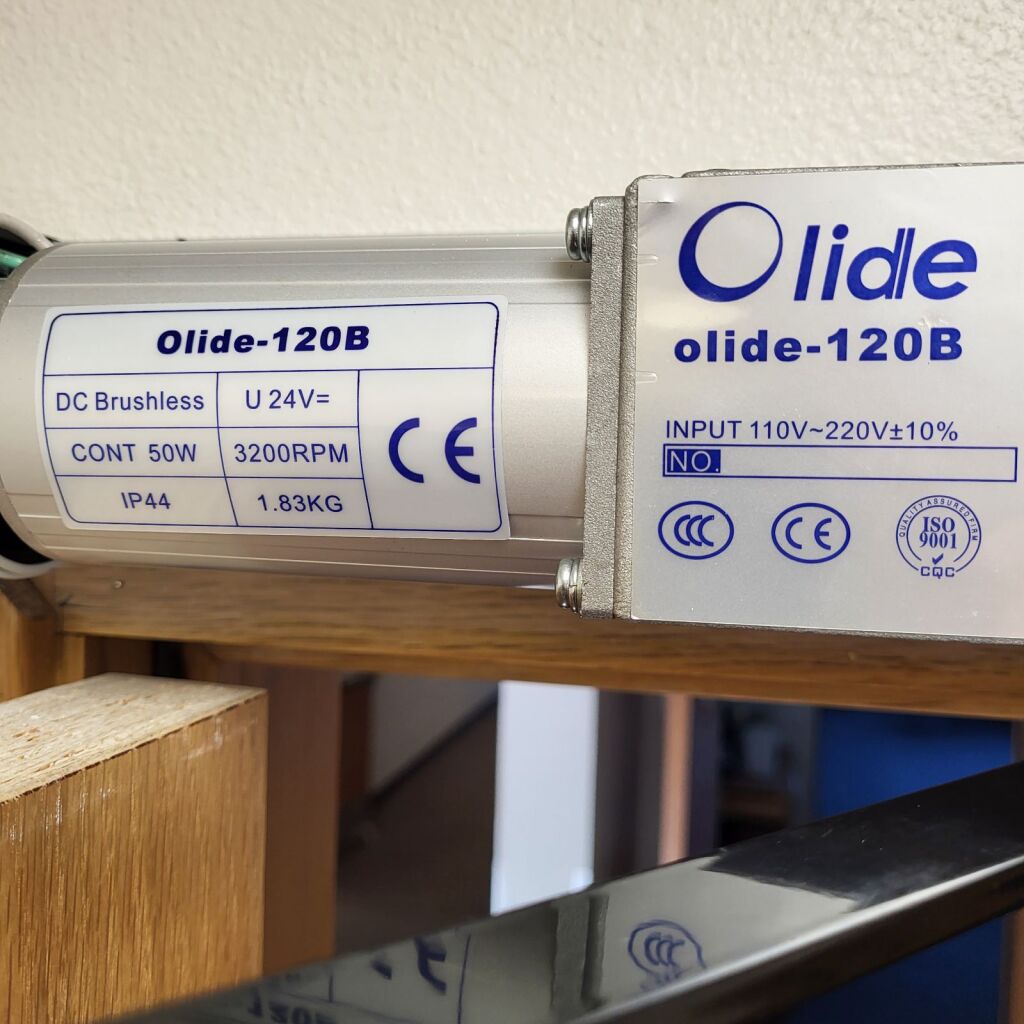 Olide-120B
DC Brushless
U 24V=
CONT 50W
3200RPM
IP44
1.83KG
CE
Olide
olide-120B
INPUT 110V~220V±10%
NO.
CCC
CE
QUALITY ASSURED FIRM
ISO
9001
CQC